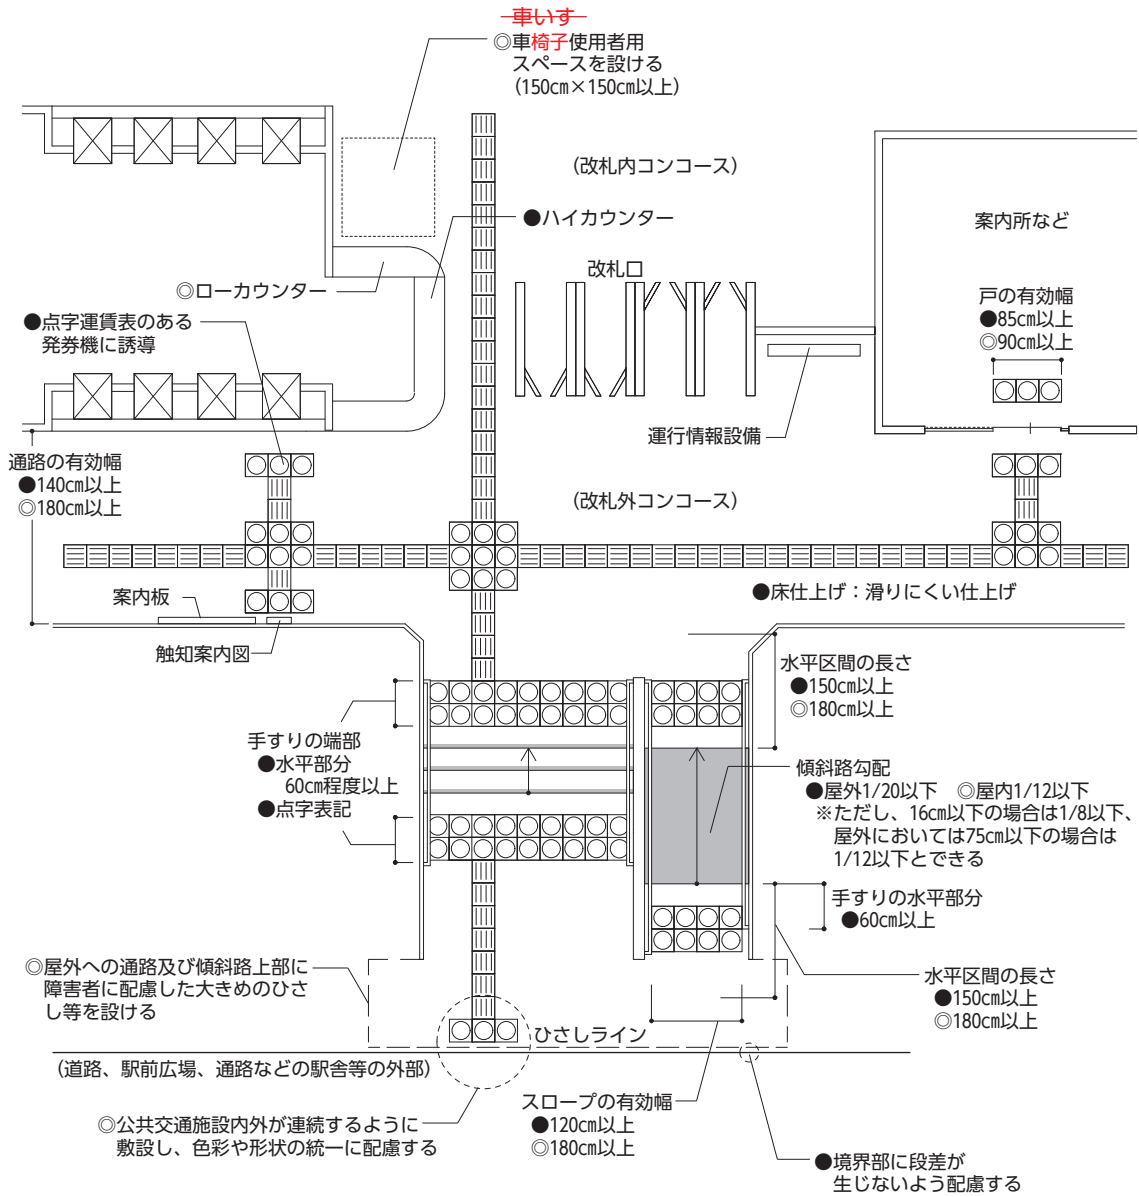 車いす
◎車椅子使用者用
スペースを設ける
(150㎝×150㎝以上)
(改札内コンコース)
●ハイカウンター
案内所など
改札口
◎ローカウンター
戸の有効幅
●85㎝以上
◎90㎝以上
●点字運賃表のある
発券機に誘導
運行情報設備
通路の有効幅
●140㎝以上
◎180㎝以上
(改札外コンコース)
●床仕上げ：滑りにくい仕上げ
案内板
触知案内図
水平区間の長さ
●150㎝以上
◎180㎝以上
手すりの端部
●水平部分
60㎝程度以上
●点字表記
傾斜路勾配
●屋外1/20以下　◎屋内1/12以下
※ただし、16㎝以下の場合は1/8以下、
屋外においては75㎝以下の場合は
1/12以下とできる
手すりの水平部分
●60㎝以上
◎屋外への通路及び傾斜路上部に
障害者に配慮した大きめのひさ
し等を設ける
水平区間の長さ
●150㎝以上
◎180㎝以上
ひさしライン
(道路、駅前広場、通路などの駅舎等の外部)
スロープの有効幅
●120㎝以上
◎180㎝以上
◎公共交通施設内外が連続するように
敷設し、色彩や形状の統一に配慮する
●境界部に段差が
生じないよう配慮する